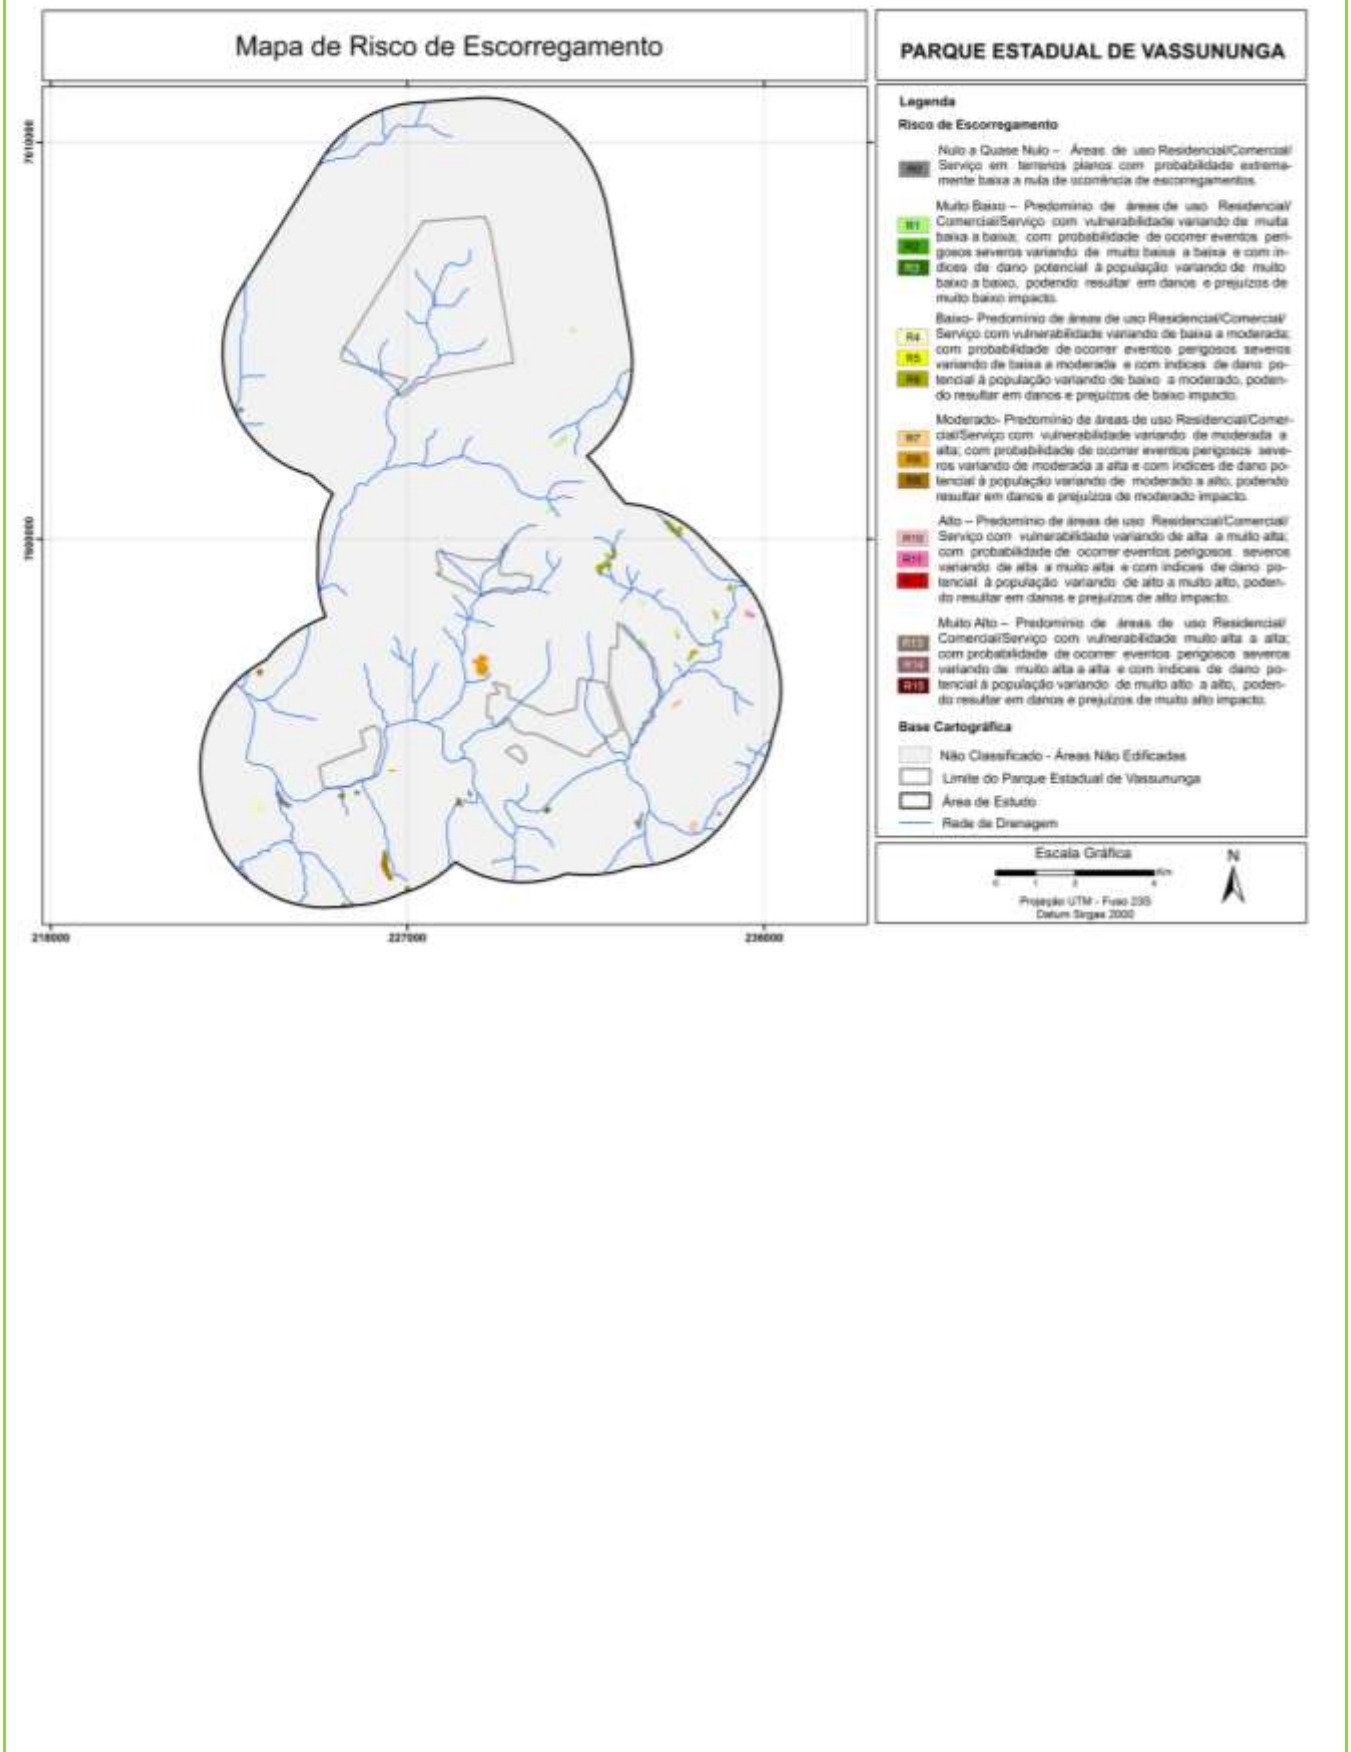 Mapa de Risco de Escorregamento
PARQUE ESTADUAL DE VASSUNUNGA
Legenda
Risco de Escorregamento
Nulo a Quase Nulo – Áreas de uso Residencial/Comercial/
R0
Serviço em terrenos planos com probabilidade extrema-
mente baixa a nula de ocorrência de escorregamentos.
Muito Baixo – Predomínio de áreas de uso Residencial/
R1
Comercial/Serviço com vulnerabilidade variando de muita
R2
baixa a baixa; com probabilidade de ocorrer eventos peri-
gosos severos variando de muito baixa a baixa e com ín-
R3
dices de dano potencial à população variando de muito
baixo a baixo, podendo resultar em danos e prejuízos de
muito baixo impacto.
Baixo- Predomínio de áreas de uso Residencial/Comercial/
R4
Serviço com vulnerabilidade variando de baixa a moderada;
R5
com probabilidade de ocorrer eventos perigosos severos
variando de baixa a moderada e com índices de dano po-
R6
tencial à população variando de baixo a moderado, poden-
do resultar em danos e prejuízos de baixo impacto.
Moderado- Predomínio de áreas de uso Residencial/Comer-
R7
cial/Serviço com vulnerabilidade variando de moderada a
R8
alta; com probabilidade de ocorrer eventos perigosos seve-
ros variando de moderada a alta e com índices de dano po-
R9
tencial à população variando de moderado a alto, podendo
resultar em danos e prejuízos de moderado impacto.
Alto – Predomínio de áreas de uso Residencial/Comercial/
R10
Serviço com vulnerabilidade variando de alta a muito alta;
R11
com probabilidade de ocorrer eventos perigosos severos
variando de alta a muito alta e com índices de dano po-
R12
tencial à população variando de alto a muito alto, poden-
do resultar em danos e prejuízos de alto impacto.
Muito Alto – Predomínio de áreas de uso Residencial/
R13
Comercial/Serviço com vulnerabilidade muito alta a alta;
R14
com probabilidade de ocorrer eventos perigosos severos
variando de muito alta a alta e com índices de dano po-
R15
tencial à população variando de muito alto a alto, poden-
do resultar em danos e prejuízos de muito alto impacto.
Base Cartográfica
Não Classificado - Áreas Não Edificadas
Limite do Parque Estadual de Vassununga
Área de Estudo
Rede de Drenagem
Escala Gráfica
Km
0 1 2 4
Projeção UTM - Fuso 23S
Datum Sirgas 2000
N
218000
227000
236000